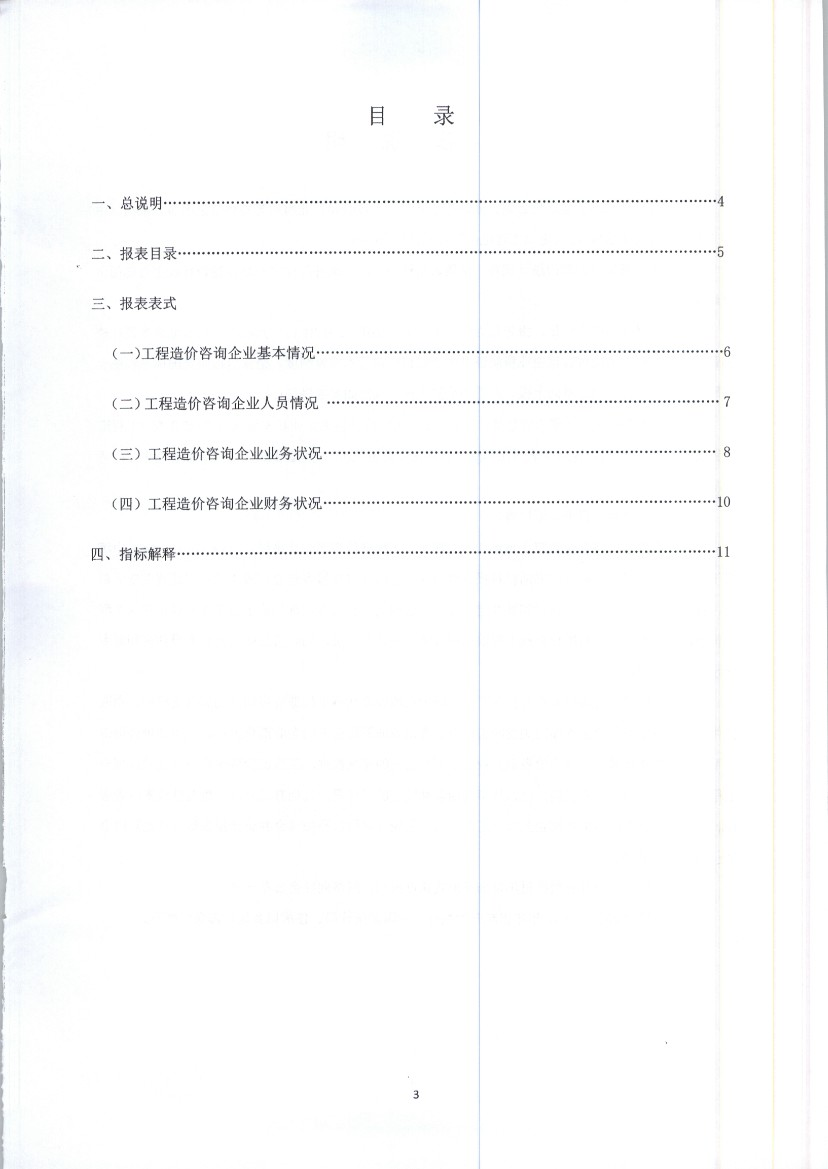 目 录
一、总说明……4
二、报表目录……5
三、报表表式
（一）工程造价咨询企业基本情况……6
（二）工程造价咨询企业人员情况 ……7
（三）工程造价咨询企业业务状况…… 8
（四）工程造价咨询企业财务状况……10
四、指标解释……11
3